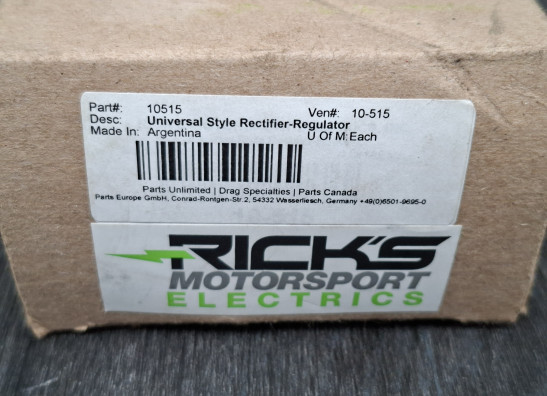 Part#: 10515 Ven#: 10-515
Desc: Universal Style Rectifier-Regulator
Made In: Argentina U Of M:Each
Parts Unlimited | Drag Specialties | Parts Canada
Parts Europe GmbH, Conrad-Rontgen-Str.2, 54332 Wasserliesch, Germany +49(0)6501-9695-0
RICK'S
MOTORSPORT
ELECTRICS